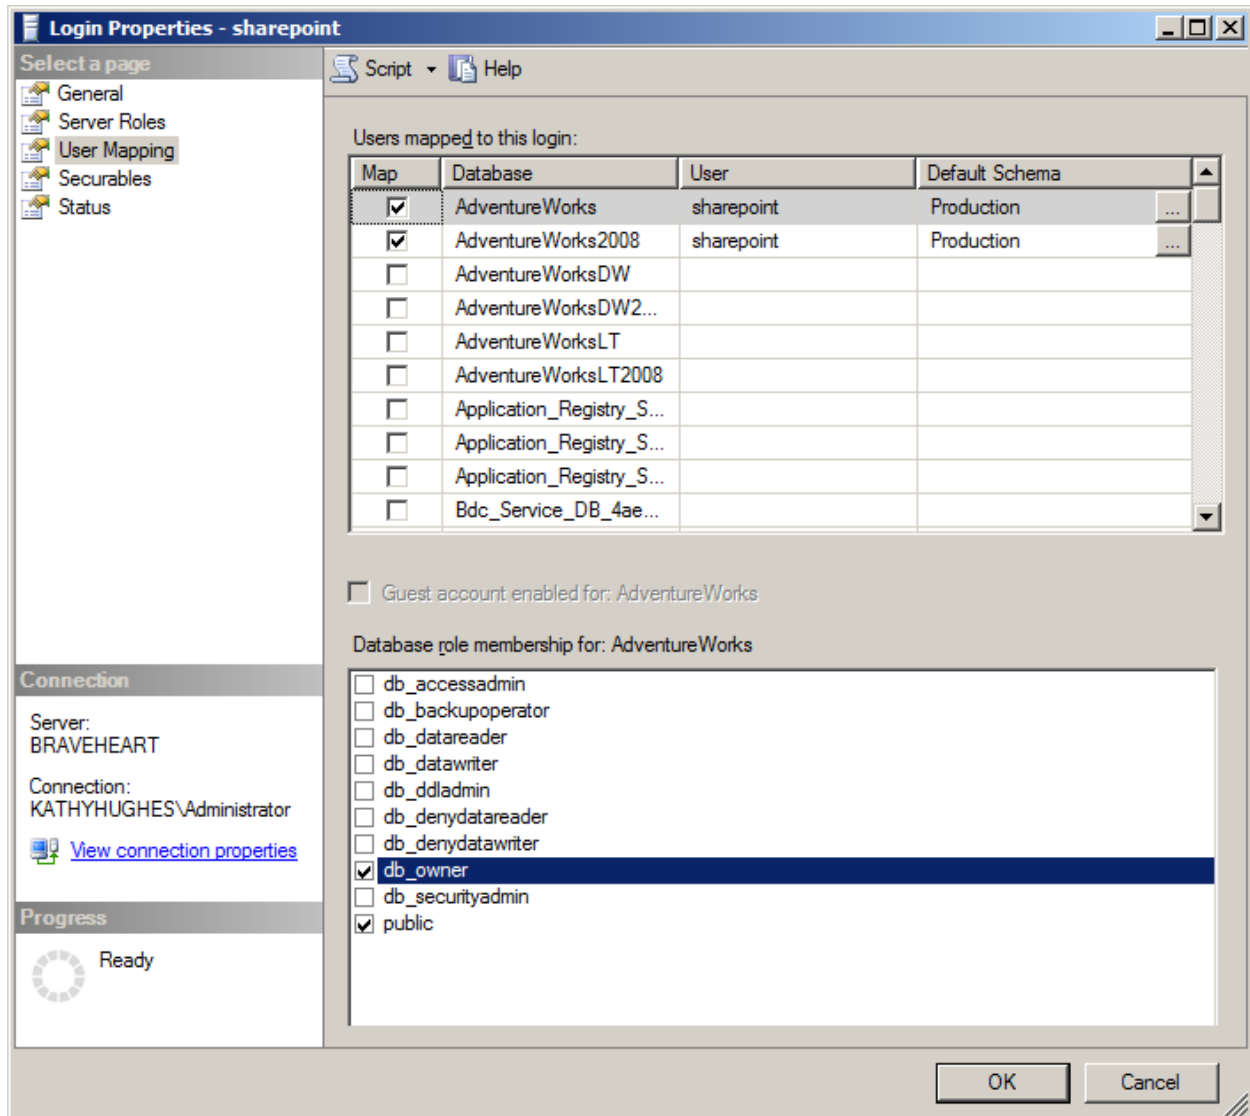 Login Properties - sharepoint
Select a page
General
Server Roles
User Mapping
Securables
Status
Script Help
Users mapped to this login:
Map Database User Default Schema
AdventureWorks sharepoint Production ...
AdventureWorks2008 sharepoint Production ...
AdventureWorksDW
AdventureWorksDW2...
AdventureWorksLT
AdventureWorksLT2008
Application_Registry_S...
Application_Registry_S...
Application_Registry_S...
Bdc_Service_DB_4ae...
Guest account enabled for: AdventureWorks
Database role membership for: AdventureWorks
db_accessadmin
db_backupoperator
db_datareader
db_datawriter
db_ddladmin
db_denydatareader
db_denydatawriter
db_owner
db_securityadmin
public
Connection
Server:
BRAVEHEART
Connection:
KATHYHUGHES\Administrator
View connection properties
Progress
Ready
OK Cancel